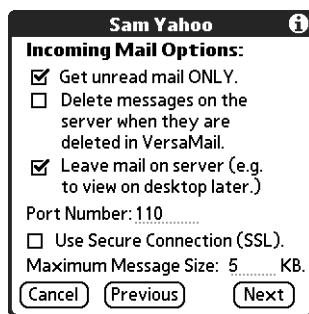 Sam Yahoo
Incoming Mail Options:
Get unread mail ONLY.
Delete messages on the
server when they are
deleted in VersaMail.
Leave mail on server (e.g.
to view on desktop later.)
Port Number: 110
Use Secure Connection (SSL).
Maximum Message Size: 5 KB.
Cancel Previous Next